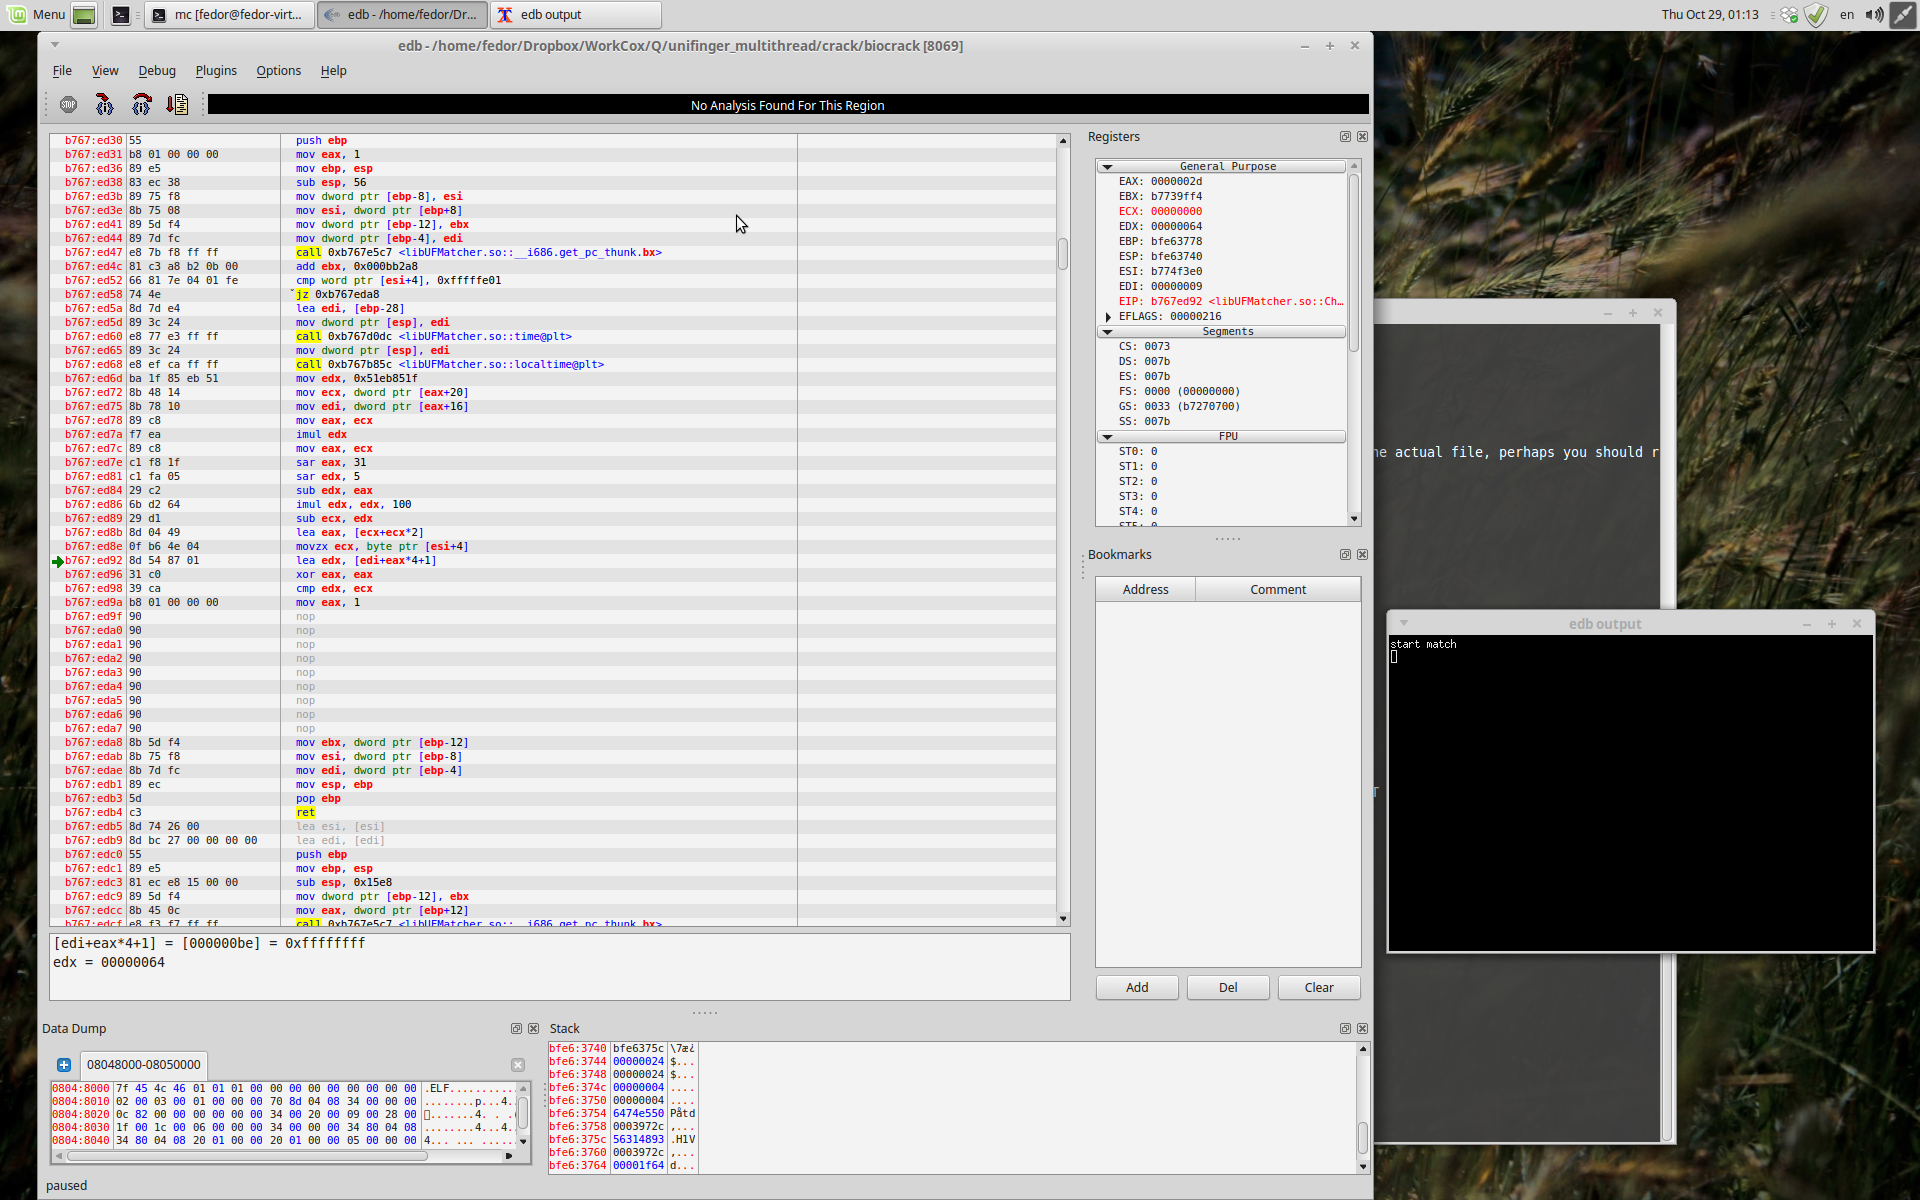 Menu
mc [fedor@fedor-virt...
edb - /home/fedor/Dr...
edb output
Thu Oct 29, 01:13
en
edb - /home/fedor/Dropbox/WorkCox/Q/unifinger_multithread/crack/biocrack [8069]
File View Debug Plugins Options Help
STOP
No Analysis Found For This Region
b767:ed30 55 push ebp
b767:ed31 b8 01 00 00 00 mov eax, 1
b767:ed36 89 e5 mov ebp, esp
b767:ed38 83 ec 38 sub esp, 56
b767:ed3b 89 75 f8 mov dword ptr [ebp-8], esi
b767:ed3e 8b 75 08 mov esi, dword ptr [ebp+8]
b767:ed41 89 5d f4 mov dword ptr [ebp-12], ebx
b767:ed44 89 7d fc mov dword ptr [ebp-4], edi
b767:ed47 e8 7b f8 ff ff call 0xb767e5c7 <libUFMatcher.so::__i686.get_pc_thunk.bx>
b767:ed4c 81 c3 a8 b2 0b 00 add ebx, 0x000bb2a8
b767:ed52 66 81 7e 04 01 fe cmp word ptr [esi+4], 0xfffffe01
b767:ed58 74 4e jz 0xb767eda8
b767:ed5a 8d 7d e4 lea edi, [ebp-28]
b767:ed5d 89 3c 24 mov dword ptr [esp], edi
b767:ed60 e8 77 e3 ff ff call 0xb767d0dc <libUFMatcher.so::time@plt>
b767:ed65 89 3c 24 mov dword ptr [esp], edi
b767:ed68 e8 ef ca ff ff call 0xb767b85c <libUFMatcher.so::localtime@plt>
b767:ed6d ba 1f 85 eb 51 mov edx, 0x51eb851f
b767:ed72 8b 48 14 mov ecx, dword ptr [eax+20]
b767:ed75 8b 78 10 mov edi, dword ptr [eax+16]
b767:ed78 89 c8 mov eax, ecx
b767:ed7a f7 ea imul edx
b767:ed7c 89 c8 mov eax, ecx
b767:ed7e c1 f8 1f sar eax, 31
b767:ed81 c1 fa 05 sar edx, 5
b767:ed84 29 c2 sub edx, eax
b767:ed86 6b d2 64 imul edx, edx, 100
b767:ed89 29 d1 sub ecx, edx
b767:ed8b 8d 04 49 lea eax, [ecx+ecx*2]
b767:ed8e 0f b6 4e 04 movzx ecx, byte ptr [esi+4]
b767:ed92 8d 54 87 01 lea edx, [edi+eax*4+1]
b767:ed96 31 c0 xor eax, eax
b767:ed98 39 ca cmp edx, ecx
b767:ed9a b8 01 00 00 00 mov eax, 1
b767:ed9f 90 nop
b767:eda0 90 nop
b767:eda1 90 nop
b767:eda2 90 nop
b767:eda3 90 nop
b767:eda4 90 nop
b767:eda5 90 nop
b767:eda6 90 nop
b767:eda7 90 nop
b767:eda8 8b 5d f4 mov ebx, dword ptr [ebp-12]
b767:edab 8b 75 f8 mov esi, dword ptr [ebp-8]
b767:edae 8b 7d fc mov edi, dword ptr [ebp-4]
b767:edb1 89 ec mov esp, ebp
b767:edb3 5d pop ebp
b767:edb4 c3 ret
b767:edb5 8d 74 26 00 lea esi, [esi]
b767:edb9 8d bc 27 00 00 00 00 lea edi, [edi]
b767:edc0 55 push ebp
b767:edc1 89 e5 mov ebp, esp
b767:edc3 81 ec e8 15 00 00 sub esp, 0x15e8
b767:edc9 89 5d f4 mov dword ptr [ebp-12], ebx
b767:edcc 8b 45 0c mov eax, dword ptr [ebp+12]
b767:edcf e8 f3 f7 ff ff call 0xb767e5c7 <libUFMatcher.so::__i686.get_pc_thunk.bx>
[edi+eax*4+1] = [000000be] = 0xffffffff
edx = 00000064
Registers
General Purpose
EAX: 0000002d
EBX: b7739ff4
ECX: 00000000
EDX: 00000064
EBP: bfe63778
ESP: bfe63740
ESI: b774f3e0
EDI: 00000009
EIP: b767ed92 <libUFMatcher.so::Ch...
EFLAGS: 00000216
Segments
CS: 0073
DS: 007b
ES: 007b
FS: 0000 (00000000)
GS: 0033 (b7270700)
SS: 007b
FPU
ST0: 0
ST1: 0
ST2: 0
ST3: 0
ST4: 0
ST5: 0
Bookmarks
Address Comment
Add Del Clear
Data Dump
08048000-08050000
0804:8000 7f 45 4c 46 01 01 01 00 00 00 00 00 00 00 00 00 .ELF..........
0804:8010 02 00 03 00 01 00 00 00 70 8d 04 08 34 00 00 00 ........p...4.
0804:8020 0c 82 00 00 00 00 00 00 34 00 20 00 09 00 28 00 .......4. .
0804:8030 1f 00 1c 00 06 00 00 00 34 00 00 00 34 80 04 08 ........4...4.
0804:8040 34 80 04 08 20 01 00 00 20 01 00 00 05 00 00 00 4... ... ......
Stack
bfe6:3740 bfe6375c \7æ¿
bfe6:3744 00000024 $...
bfe6:3748 00000024 $...
bfe6:374c 00000004 ....
bfe6:3750 00000004 ....
bfe6:3754 6474e550 Påtd
bfe6:3758 0003972c ,...
bfe6:375c 56314893 .H1V
bfe6:3760 0003972c ,...
bfe6:3764 00001f64 d...
paused
he actual file, perhaps you should r
T
edb output
start match